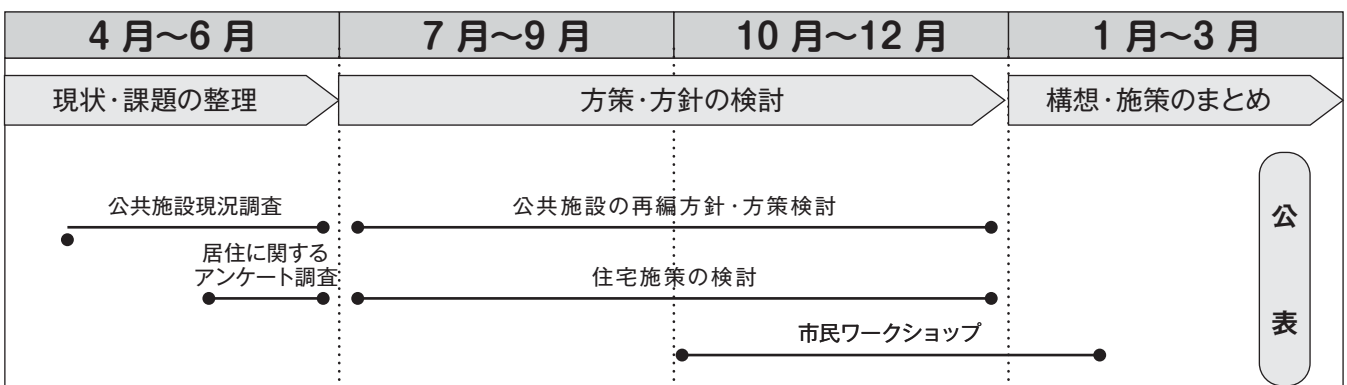 4月～6月
7月～9月
10月～12月
1月～3月
現状・課題の整理
方策・方針の検討
構想・施策のまとめ
公共施設現況調査
公共施設の再編方針・方策検討
居住に関する
アンケート調査
住宅施策の検討
市民ワークショップ
公表